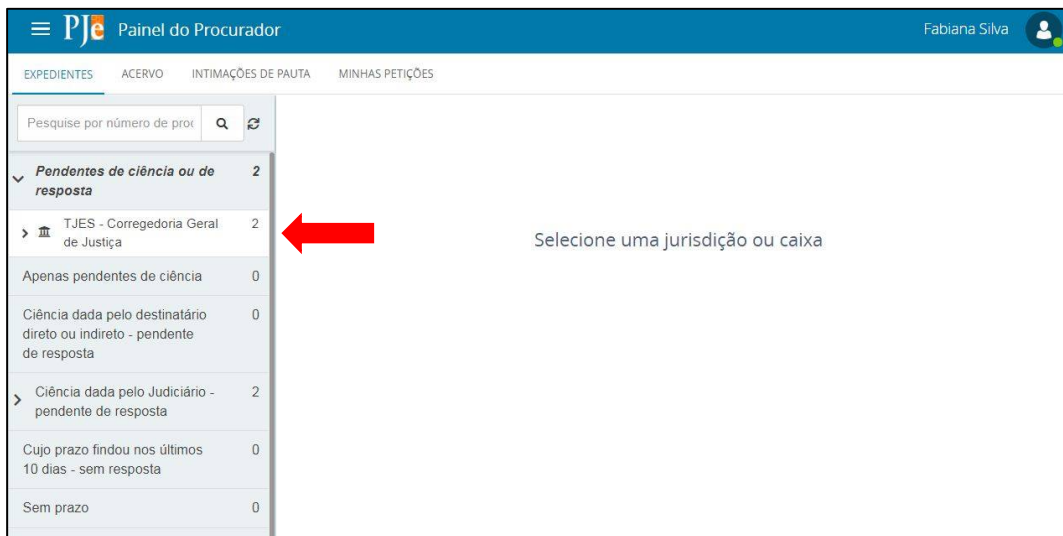 PJe Painel do Procurador
Fabiana Silva
EXPEDIENTES ACERVO INTIMAÇÕES DE PAUTA MINHAS PETIÇÕES
Pesquise por número de proc
Pendentes de ciência ou de 2
resposta
TJES - Corregedoria Geral 2
de Justiça
Selecione uma jurisdição ou caixa
Apenas pendentes de ciência 0
Ciência dada pelo destinatário 0
direto ou indireto - pendente
de resposta
Ciência dada pelo Judiciário - 2
pendente de resposta
Cujo prazo findou nos últimos 0
10 dias - sem resposta
Sem prazo 0